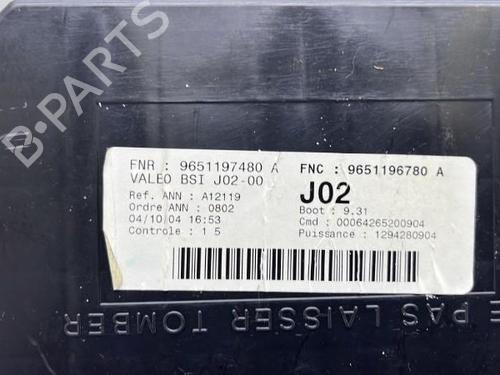 B-PARTS
FNR : 9651197480 A
FNC : 9651196780 A
VALEO BSI J02-00
J02
Ref. ANN : A12119
Ordre ANN : 0802
Boot : 9.31
04/10/04 16:53
Cmd : 00064265200904
Controle : 1 5
Puissance : 1294280904
E PAS LAISSER TOMBER